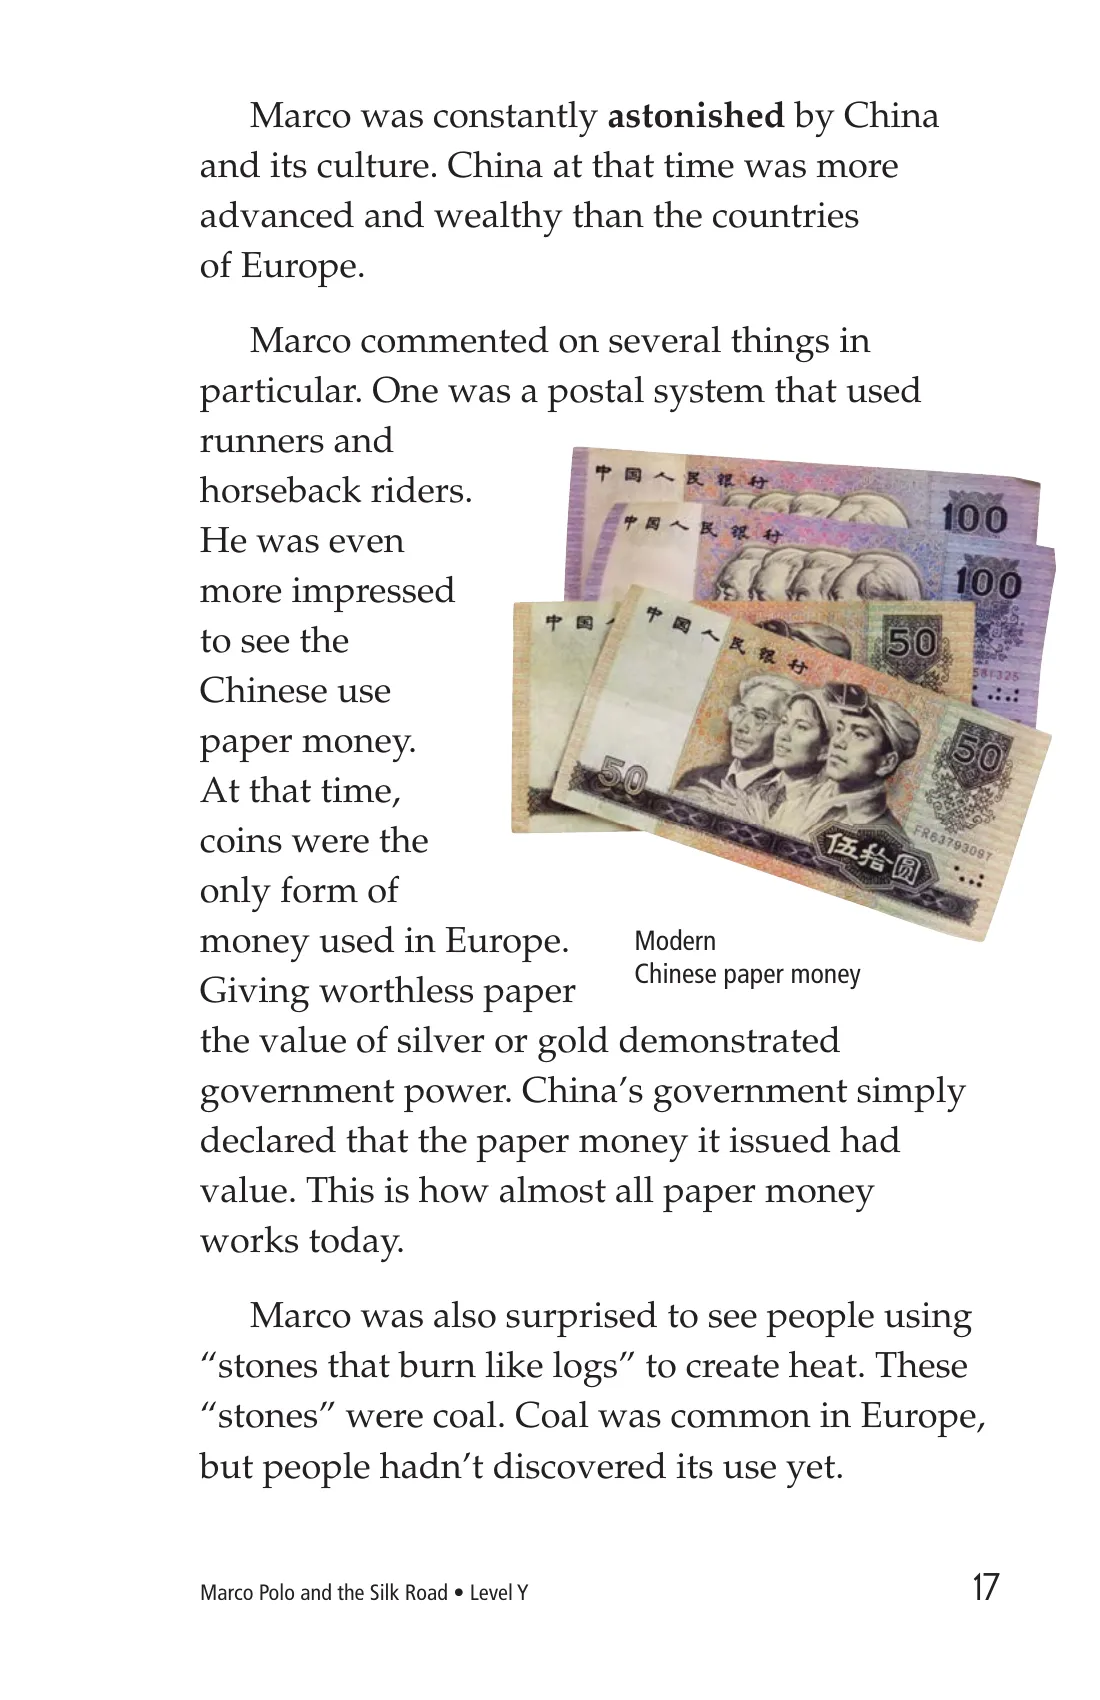 Marco was constantly astonished by China
and its culture. China at that time was more
advanced and wealthy than the countries
of Europe.
Marco commented on several things in
particular. One was a postal system that used
runners and
horseback riders.
He was even
more impressed
to see the
Chinese use
paper money.
At that time,
coins were the
only form of
money used in Europe.
Giving worthless paper
the value of silver or gold demonstrated
government power. China’s government simply
declared that the paper money it issued had
value. This is how almost all paper money
works today.
中国人民银行
100
中国人民银行
100
中国人
50
581325
中国人民银行
50
50
FR63793097
伍拾圆
Modern
Chinese paper money
Marco was also surprised to see people using
“stones that burn like logs” to create heat. These
“stones” were coal. Coal was common in Europe,
but people hadn’t discovered its use yet.
Marco Polo and the Silk Road • Level Y
17